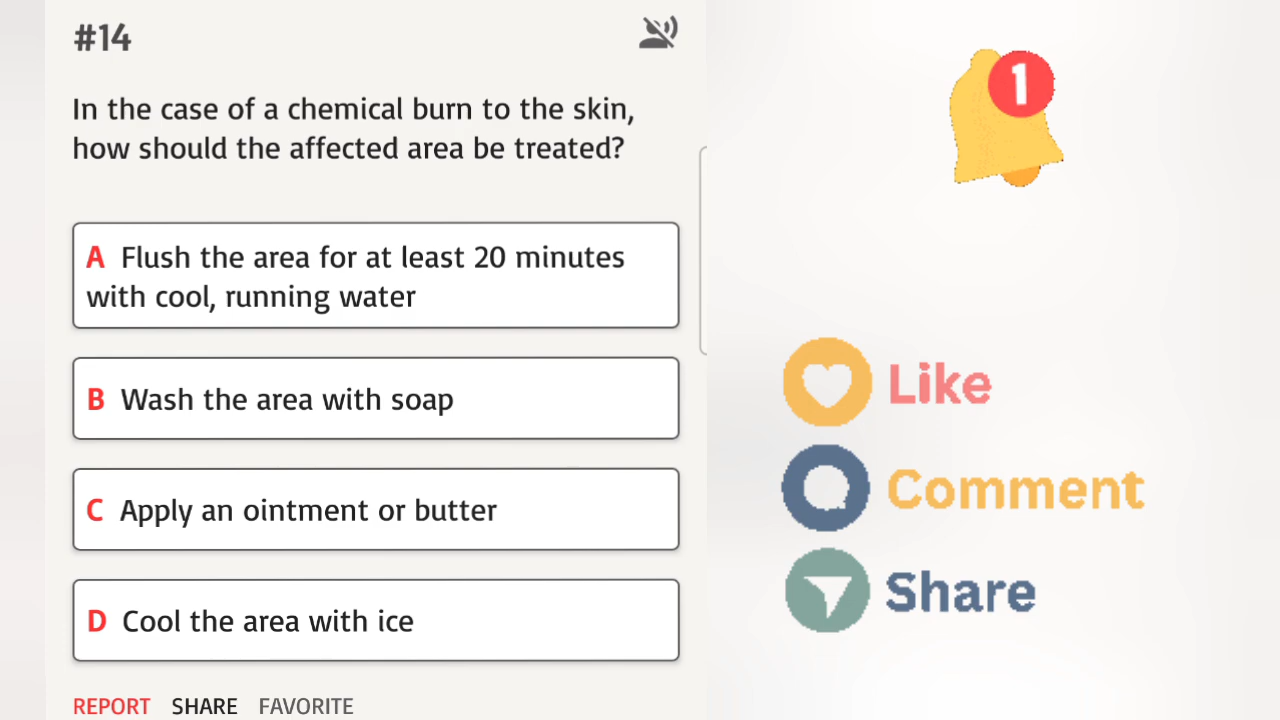 #14
In the case of a chemical burn to the skin,
how should the affected area be treated?
A Flush the area for at least 20 minutes
with cool, running water
B Wash the area with soap
C Apply an ointment or butter
D Cool the area with ice
REPORT SHARE FAVORITE
1
Like
Comment
Share